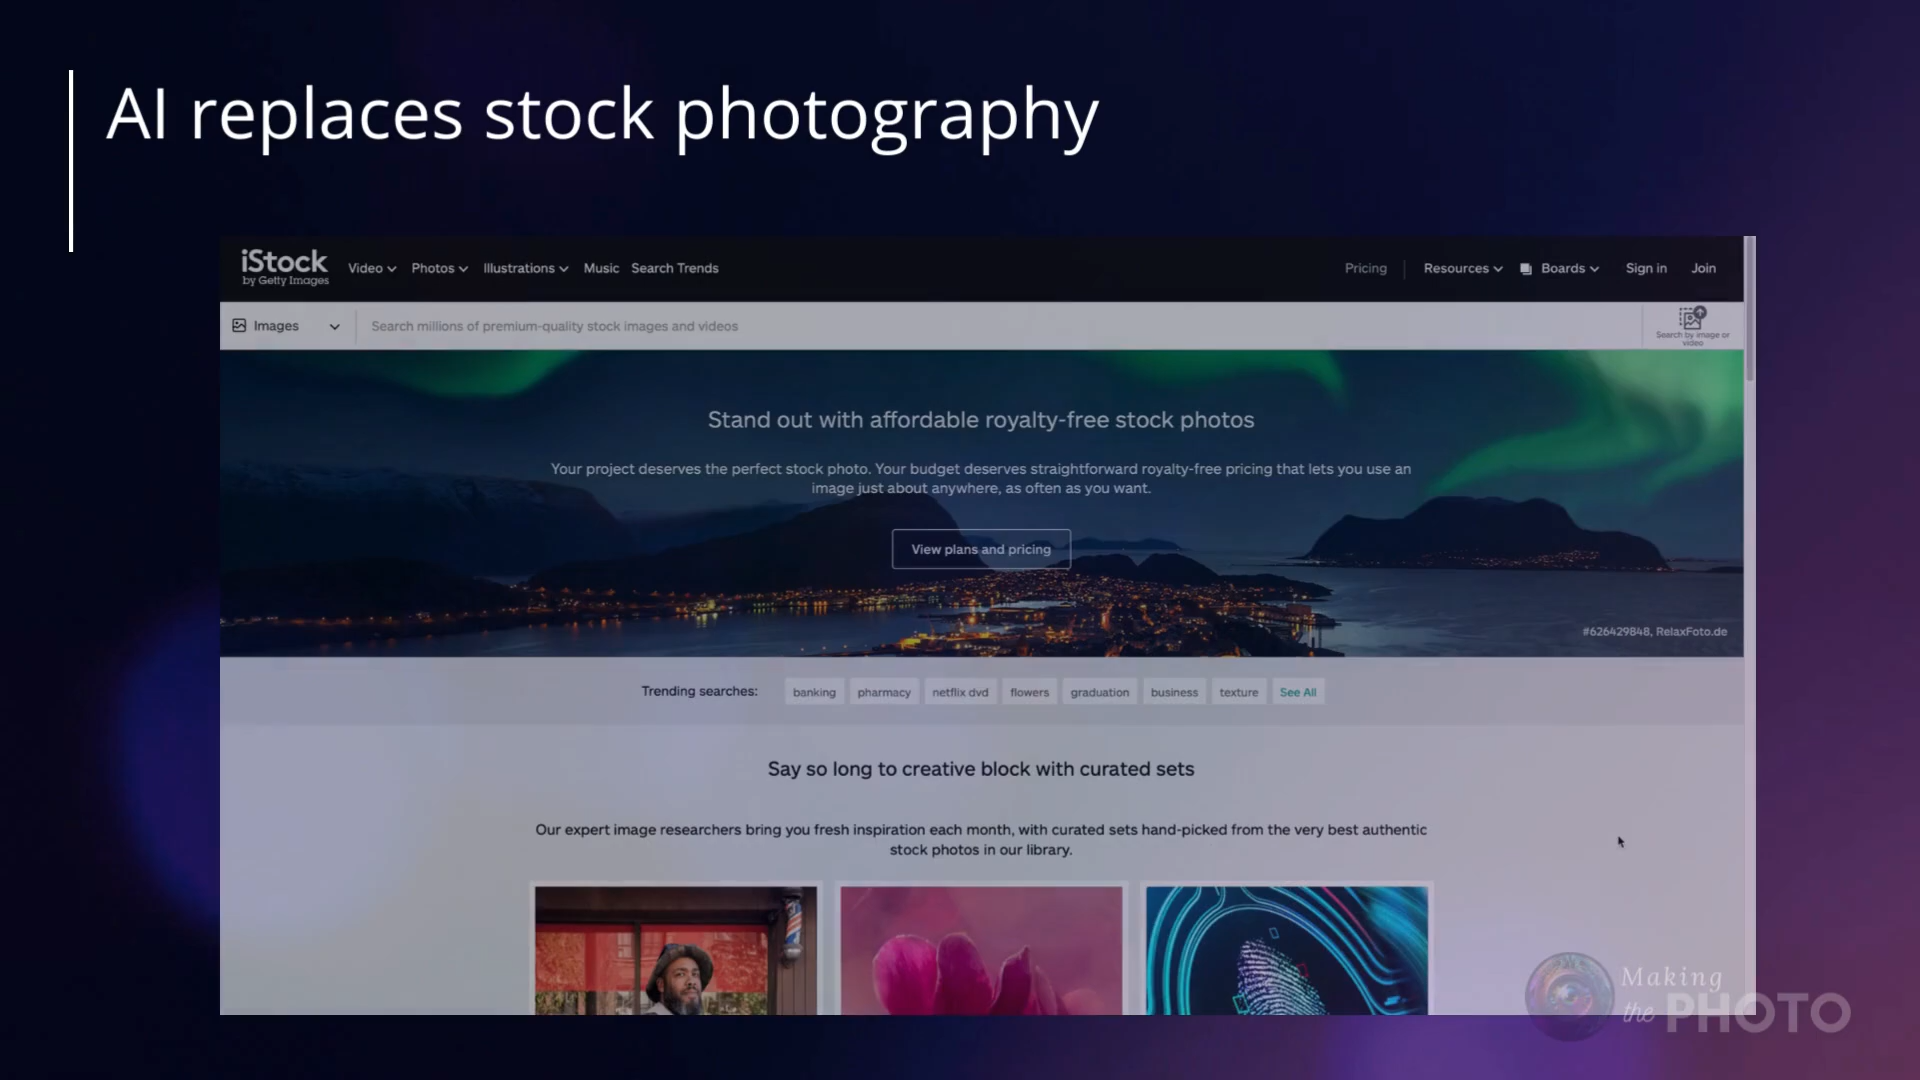 AI replaces stock photography
iStock
by Getty Images
Video
Photos
Illustrations
Music
Search Trends
Pricing
Resources
Boards
Sign in
Join
Images
Search millions of premium-quality stock images and videos
Search by image or
video
Stand out with affordable royalty-free stock photos
Your project deserves the perfect stock photo. Your budget deserves straightforward royalty-free pricing that lets you use an
image just about anywhere, as often as you want.
View plans and pricing
#626429848, RelaxFoto.de
Trending searches:
banking
pharmacy
netflix dvd
flowers
graduation
business
texture
See All
Say so long to creative block with curated sets
Our expert image researchers bring you fresh inspiration each month, with curated sets hand-picked from the very best authentic
stock photos in our library.
Making
the PHOTO